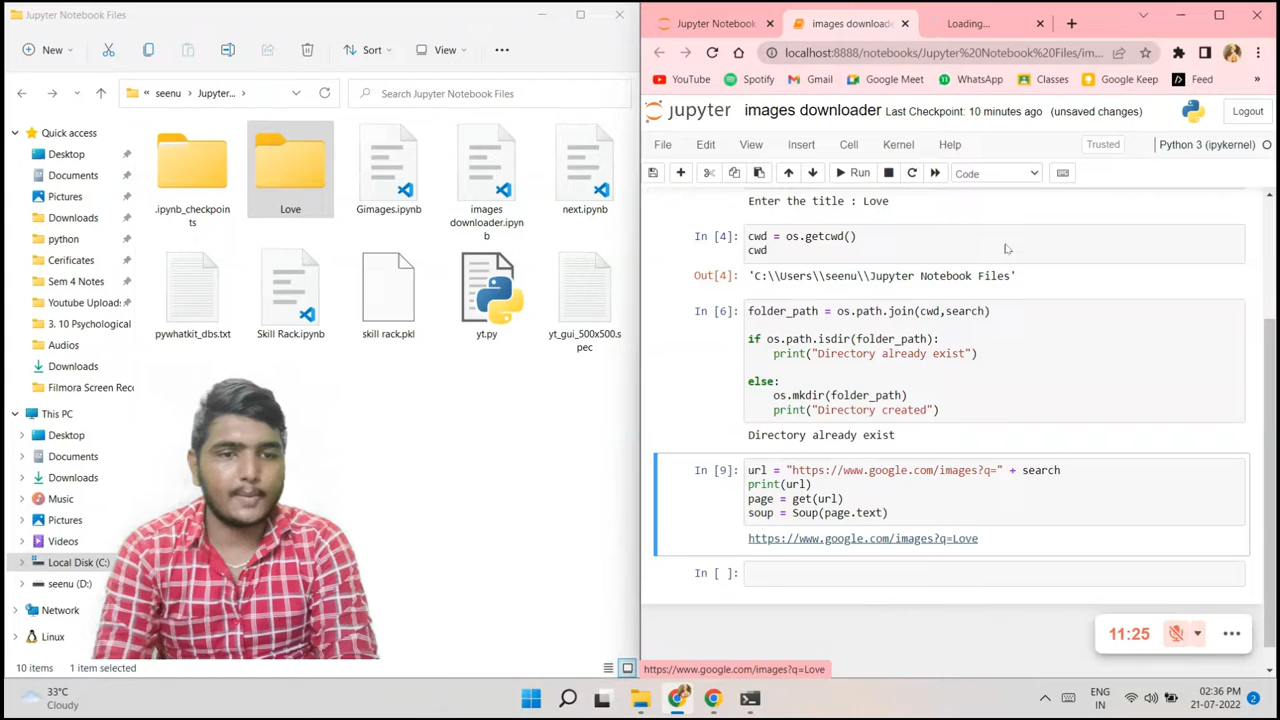 Jupyter Notebook Files
New
Sort
View
seenu
Jupyter...
Search Jupyter Notebook Files
Quick access
Desktop
Documents
Pictures
Downloads
python
Cerificates
Sem 4 Notes
Youtube Upload:
3. 10 Psychological
Audios
Downloads
Filmora Screen Reco
This PC
Desktop
Documents
Downloads
Music
Pictures
Videos
Local Disk (C:)
seenu (D:)
Network
Linux
.ipynb_checkpoin
ts
Love
Gimages.ipynb
images
downloader.ipyn
b
next.ipynb
pywhatkit_dbs.txt
Skill Rack.ipynb
skill rack.pkl
yt.py
yt_gui_500x500.s
pec
10 items
1 item selected
Jupyter Notebook
images downloade
Loading...
localhost:8888/notebooks/Jupyter%20Notebook%20Files/im...
YouTube
Spotify
Gmail
Google Meet
WhatsApp
Classes
Google Keep
Feed
jupyter images downloader Last Checkpoint: 10 minutes ago (unsaved changes)
Logout
File Edit View Insert Cell Kernel Help
Trusted
Python 3 (ipykernel)
Run
Code
Enter the title : Love
In [4]: cwd = os.getcwd()
cwd
Out[4]: 'C:\\Users\\seenu\\Jupyter Notebook Files'
In [6]: folder_path = os.path.join(cwd,search)
if os.path.isdir(folder_path):
print("Directory already exist")
else:
os.mkdir(folder_path)
print("Directory created")
Directory already exist
In [9]: url = "https://www.google.com/images?q=" + search
print(url)
page = get(url)
soup = Soup(page.text)
https://www.google.com/images?q=Love
In [ ]:
11:25
https://www.google.com/images?q=Love
33°C
Cloudy
ENG
IN
02:36 PM
21-07-2022
2